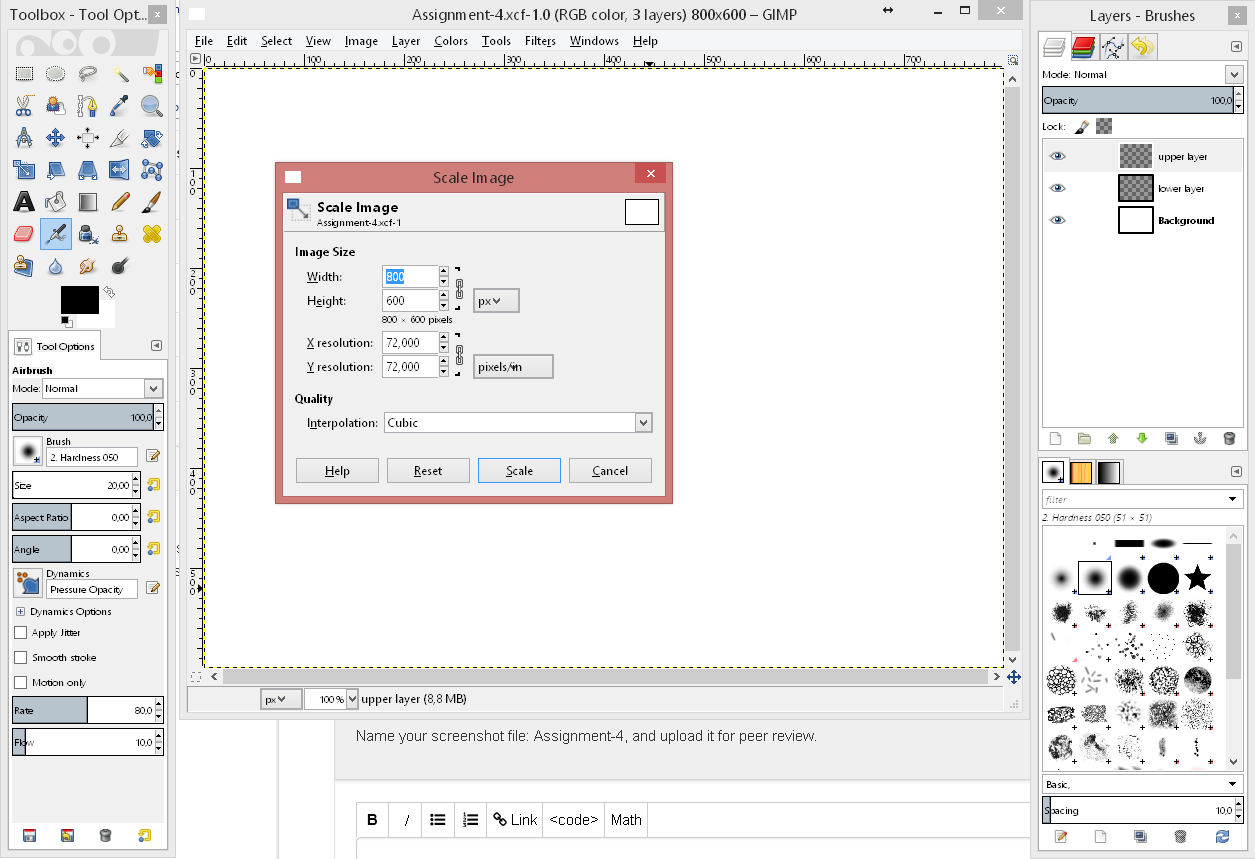 Toolbox - Tool Opt...
Assignment-4.xcf-1.0 (RGB color, 3 layers) 800x600 – GIMP
Layers - Brushes
File Edit Select View Image Layer Colors Tools Filters Windows Help
0 100 200 300 400 500 600 700
0
100
200
300
400
500
Tool Options
Airbrush
Mode: Normal
Opacity 100,0
Brush
2. Hardness 050
Size 20,00
Aspect Ratio 0,00
Angle 0,00
Dynamics
Pressure Opacity
Dynamics Options
Apply Jitter
Smooth stroke
Motion only
Rate 80,0
Flow 10,0
Scale Image
Scale Image
Assignment-4.xcf-1
Image Size
Width: 800
Height: 600 px
800 × 600 pixels
X resolution: 72,000
Y resolution: 72,000 pixels/in
Quality
Interpolation: Cubic
Help Reset Scale Cancel
px 100 % upper layer (8,8 MB)
Name your screenshot file: Assignment-4, and upload it for peer review.
B / Link <code> Math
Mode: Normal
Opacity 100,0
Lock:
upper layer
lower layer
Background
filter
2. Hardness 050 (51 × 51)
Basic,
Spacing 10,0